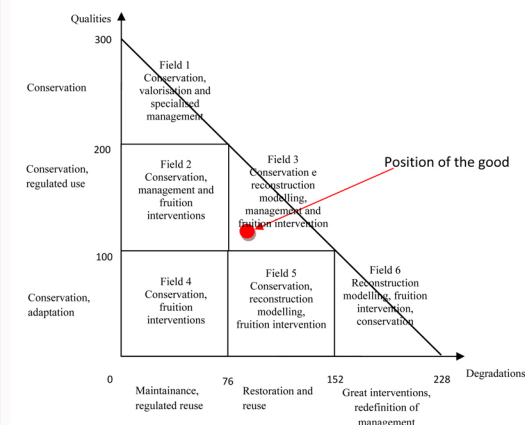 Qualities
300
Field 1
Conservation,
valorisation and
specialised
management
Conservation
200
Field 2
Conservation,
management and
fruition
interventions
Field 3
Conservation e
reconstruction
modelling,
management and
fruition intervention
Position of the good
Conservation,
regulated use
100
Field 4
Conservation,
fruition
interventions
Field 5
Conservation,
reconstruction
modelling,
fruition intervention
Field 6
Reconstruction
modelling, fruition
intervention,
conservation
Conservation,
adaptation
0
76
152
228
Degradations
Maintainance,
regulated reuse
Restoration and
reuse
Great interventions,
redefinition of
management